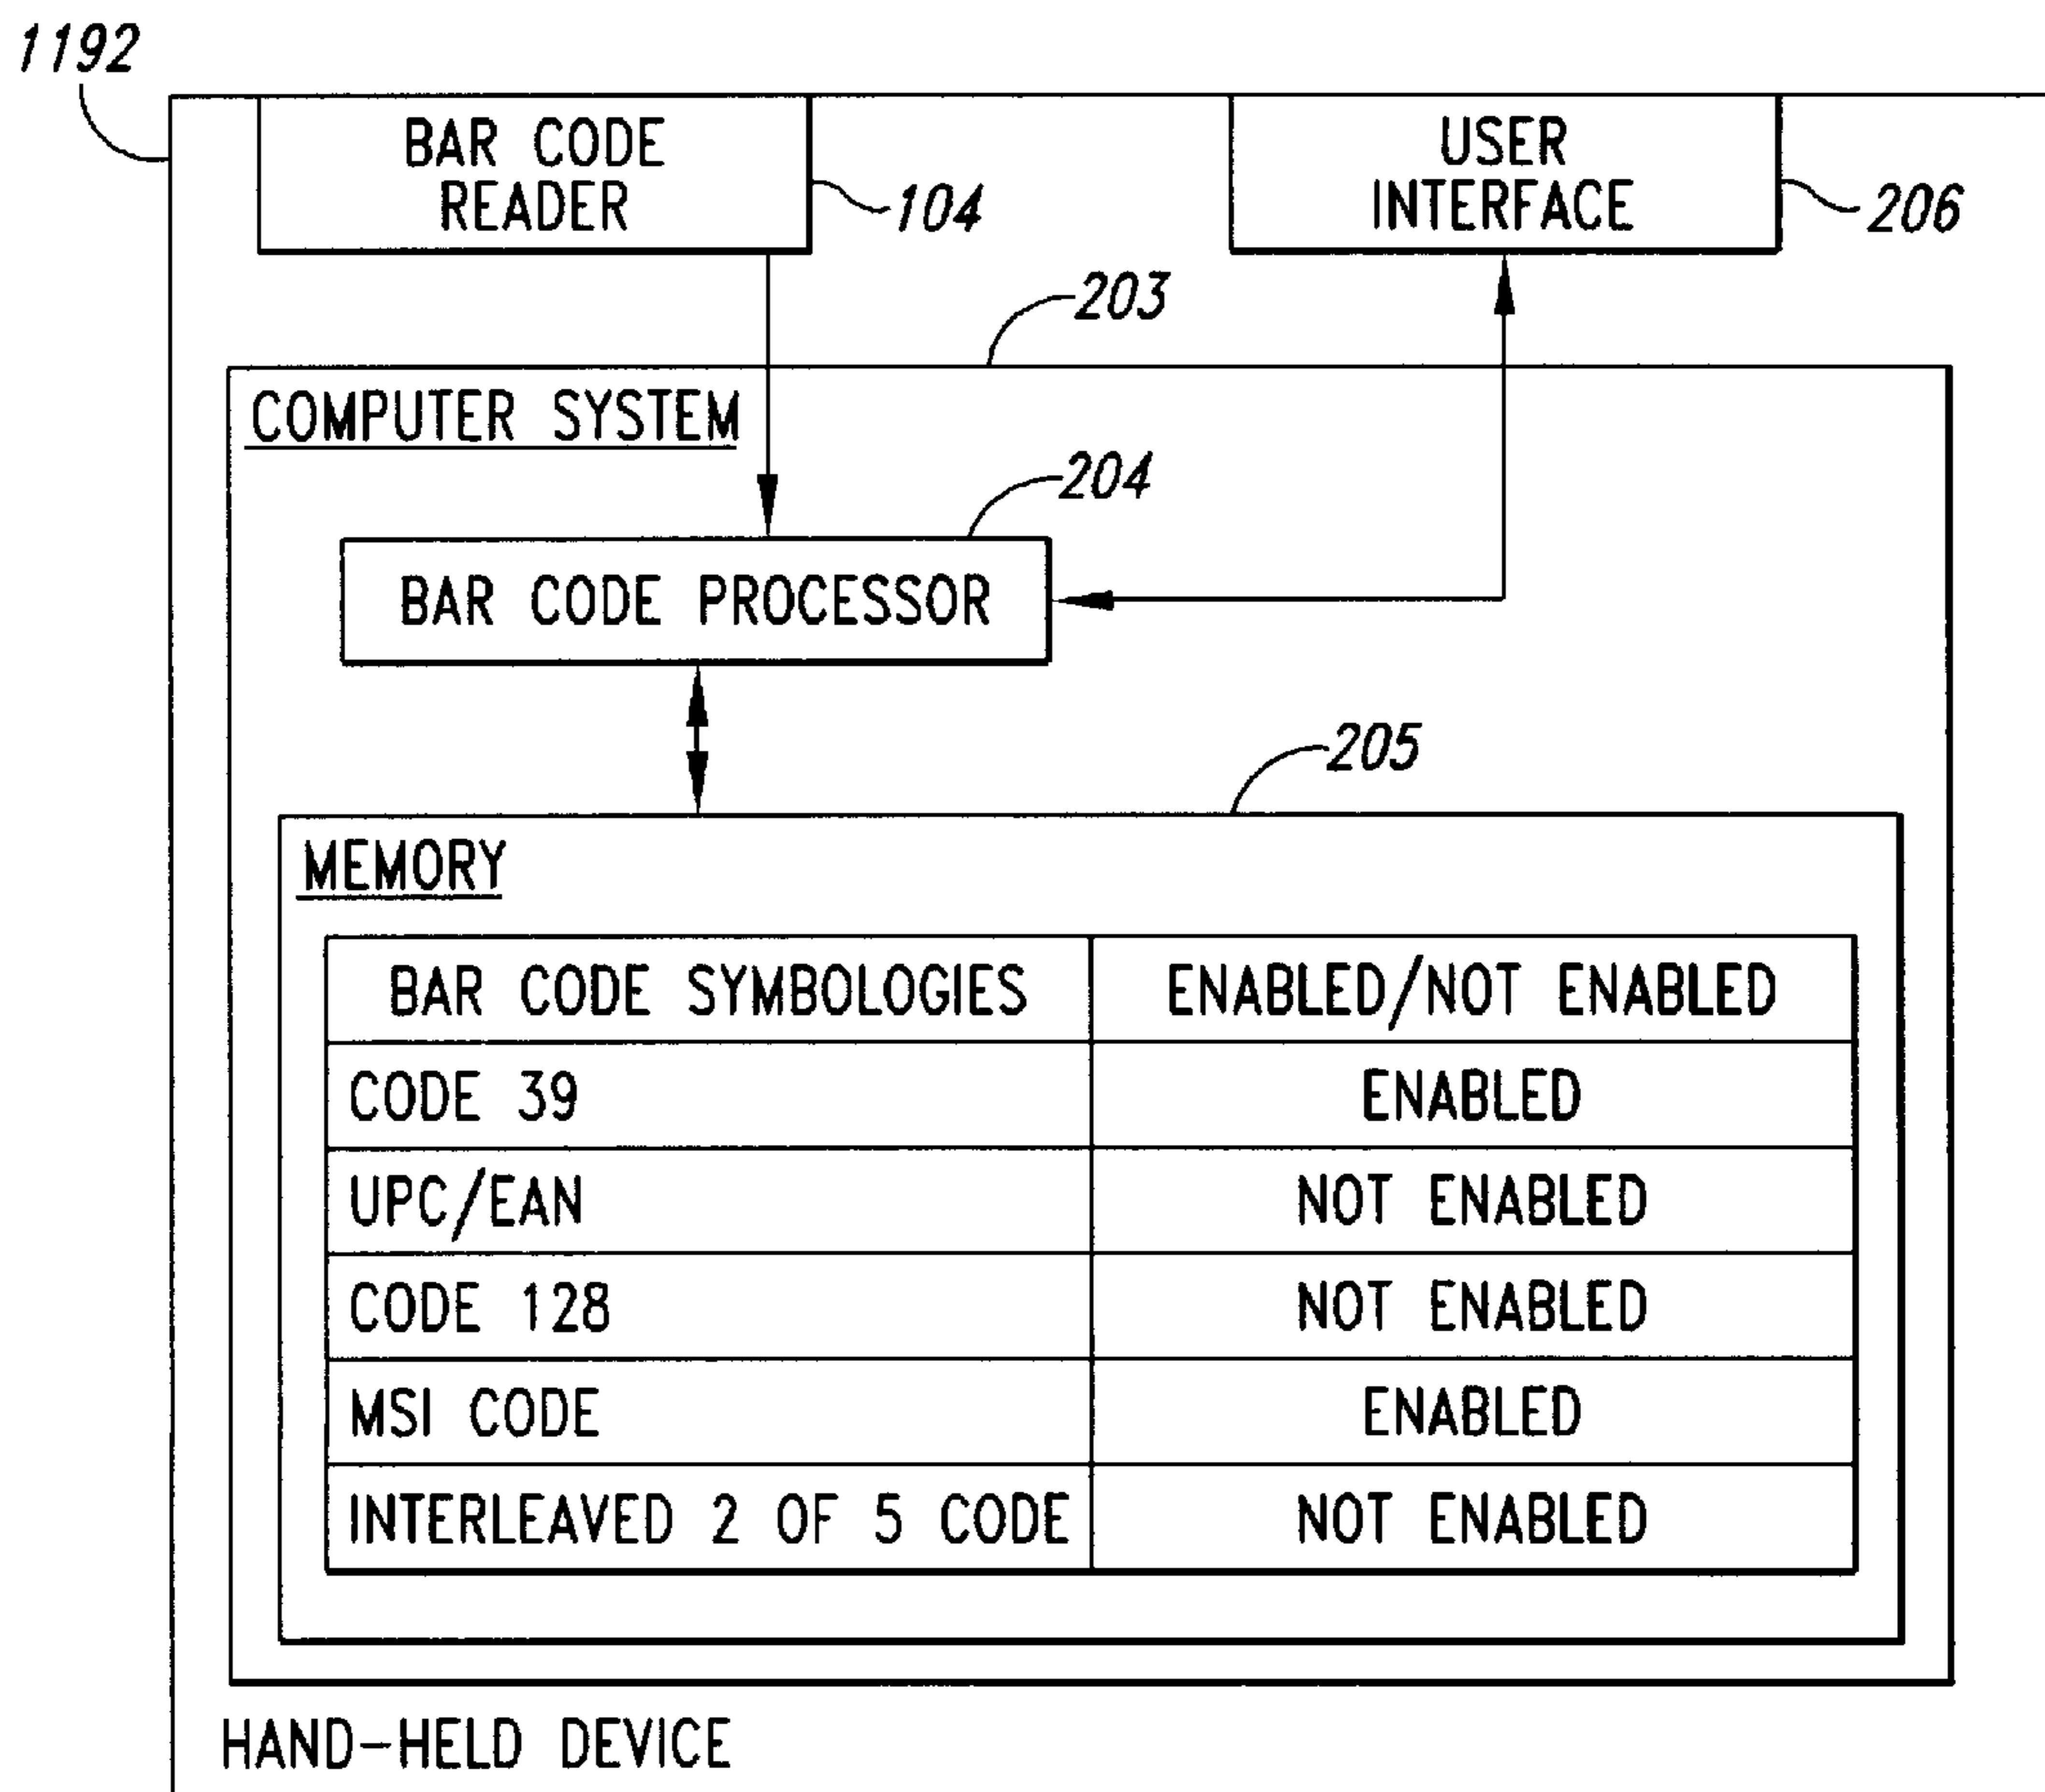 1192
BAR CODE
READER
104
USER
INTERFACE
206
203
COMPUTER SYSTEM
204
BAR CODE PROCESSOR
205
MEMORY
BAR CODE SYMBOLOGIES ENABLED/NOT ENABLED
CODE 39 ENABLED
UPC/EAN NOT ENABLED
CODE 128 NOT ENABLED
MSI CODE ENABLED
INTERLEAVED 2 OF 5 CODE NOT ENABLED
HAND-HELD DEVICE